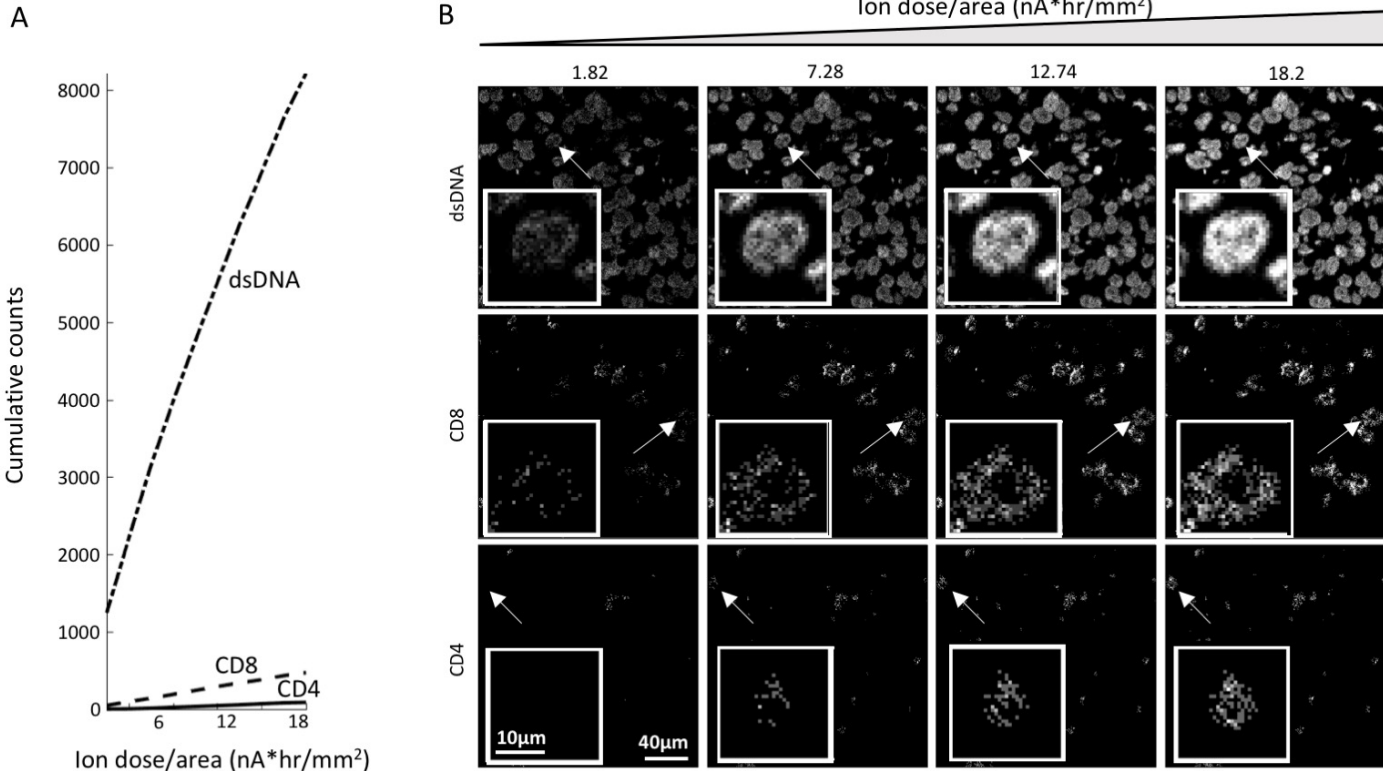 A
Cumulative counts
8000
7000
6000
5000
4000
3000
2000
1000
0
dsDNA
CD8
CD4
6 12 18
Ion dose/area (nA*hr/mm²)
B
Ion dose/area (nA*hr/mm²)
1.82 7.28 12.74 18.2
dsDNA
CD8
CD4
10µm
40µm